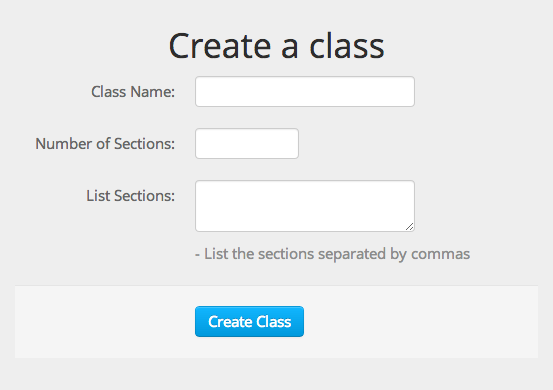 Create a class
Class Name:
Number of Sections:
List Sections:
- List the sections separated by commas
Create Class